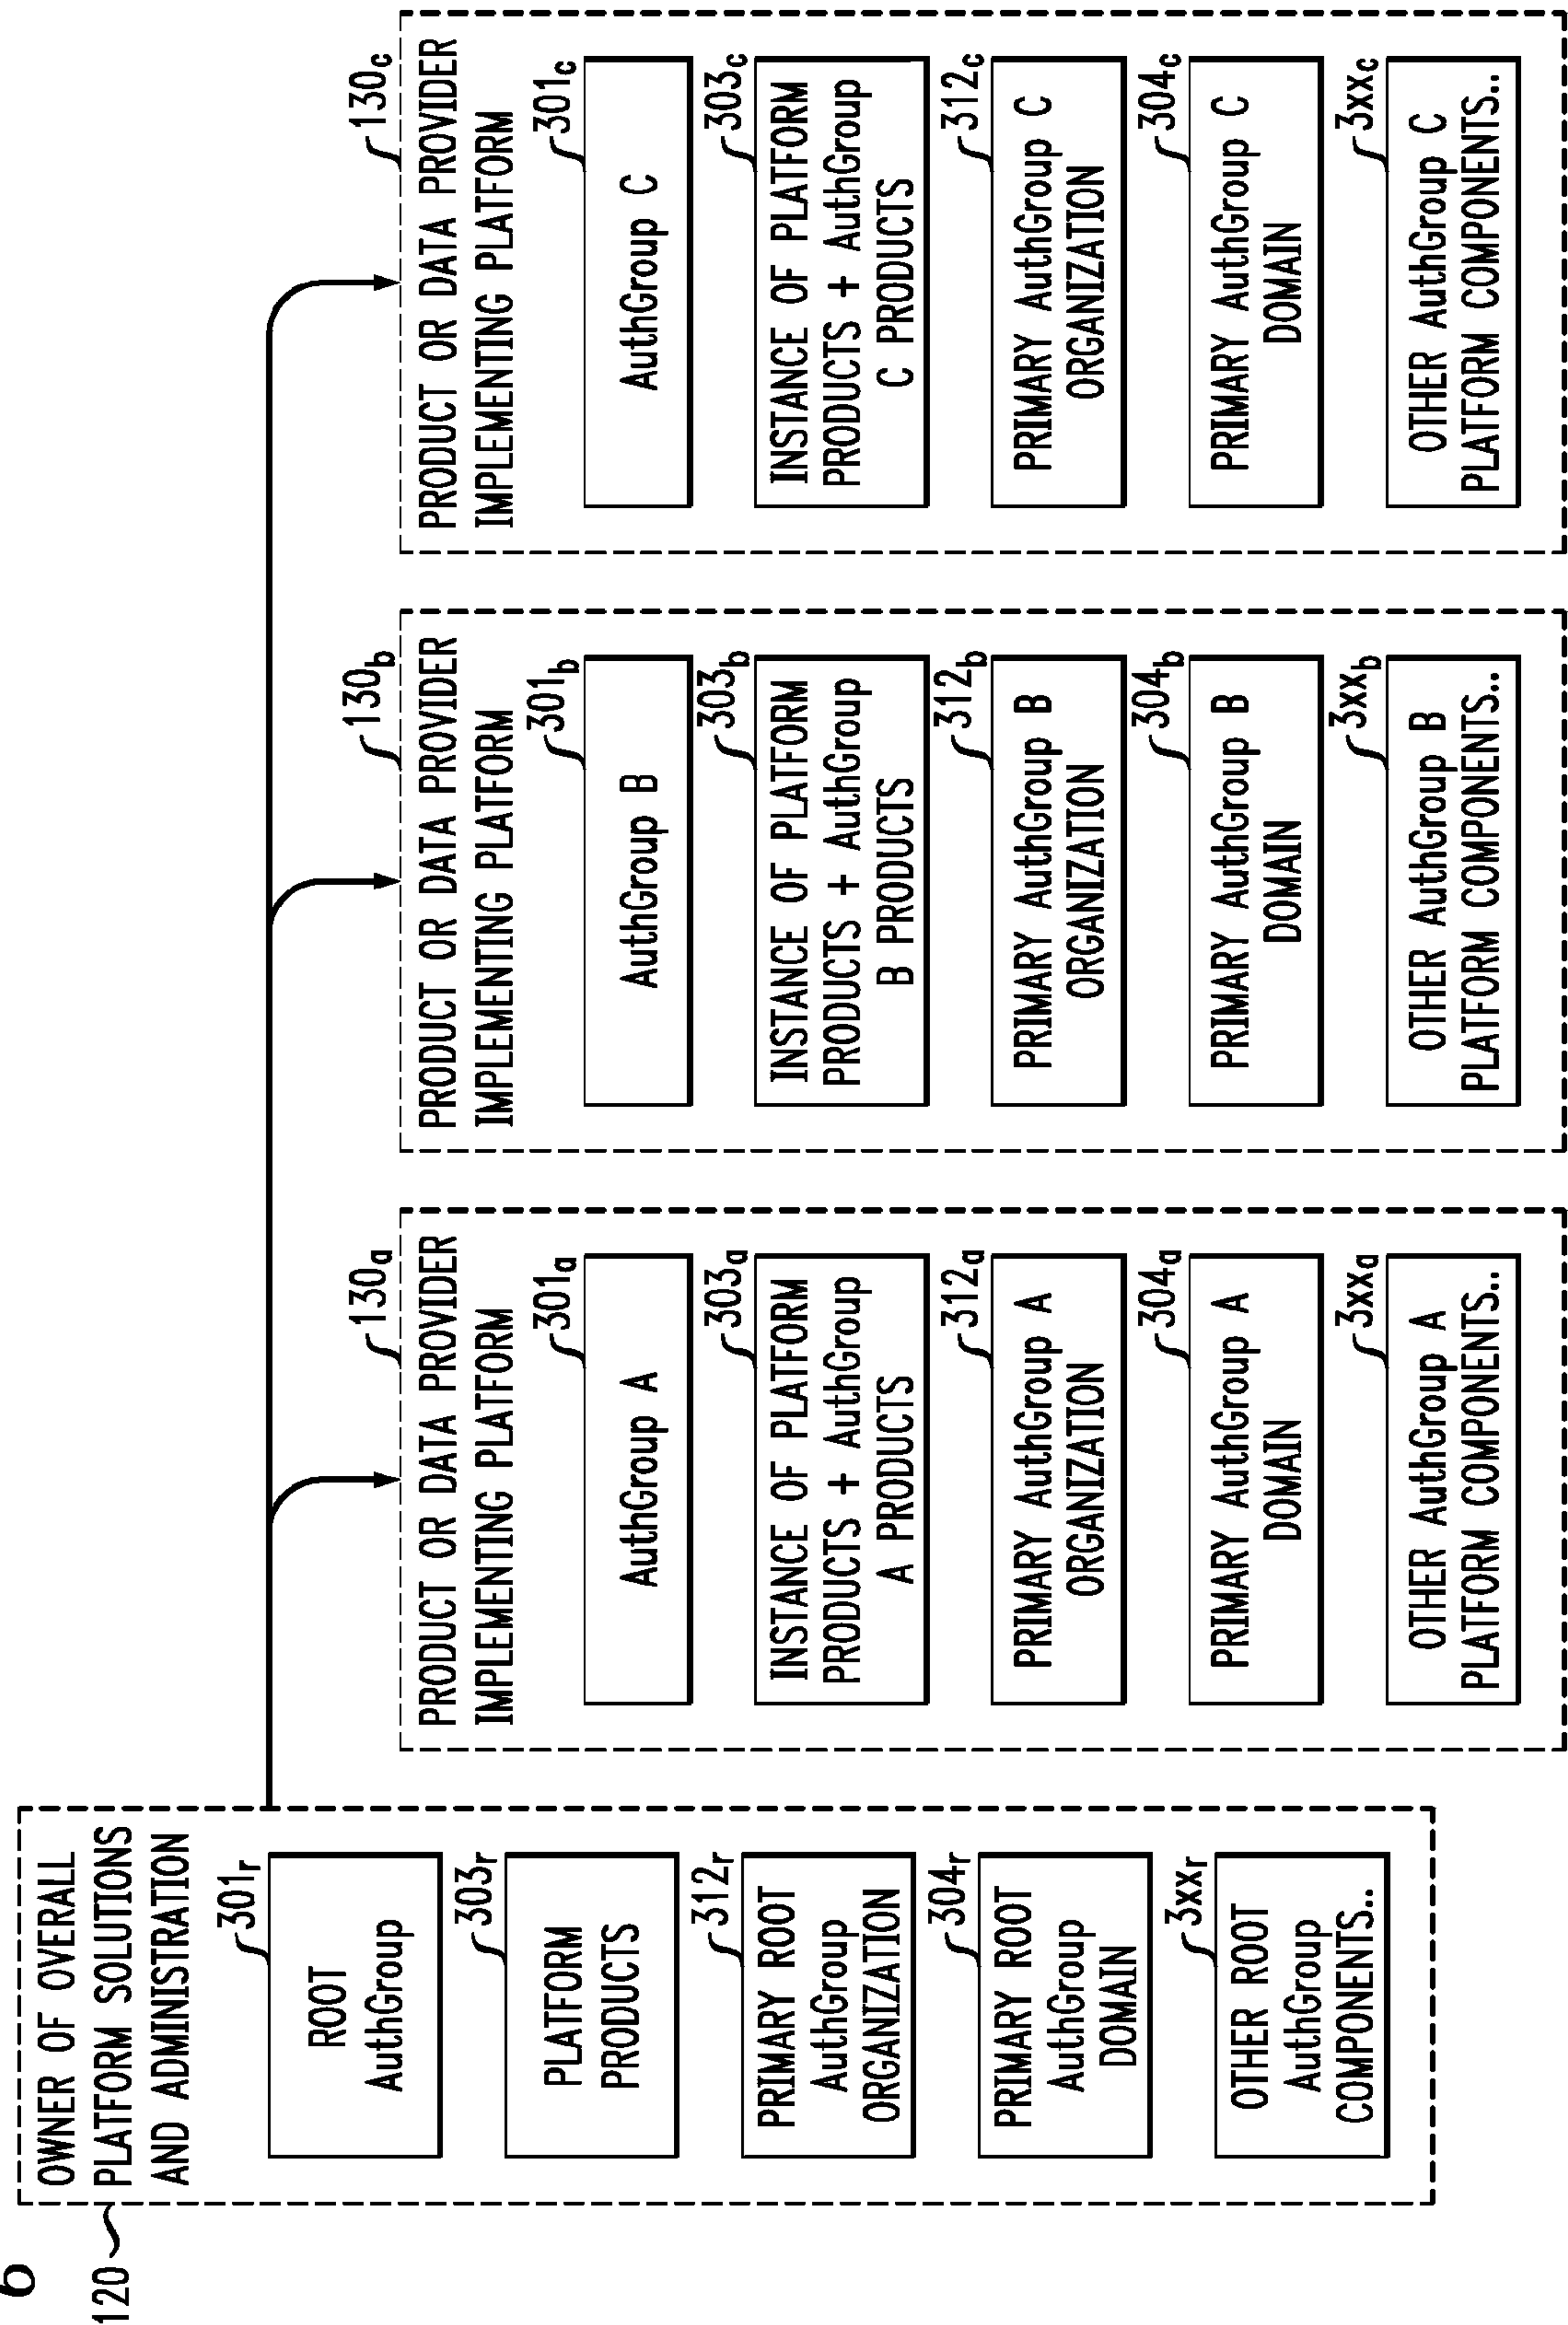 6
120
OWNER OF OVERALL
PLATFORM SOLUTIONS
AND ADMINISTRATION
301r
ROOT
AuthGroup
303r
PLATFORM
PRODUCTS
312r
PRIMARY ROOT
AuthGroup
ORGANIZATION
304r
PRIMARY ROOT
AuthGroup
DOMAIN
3xxr
OTHER ROOT
AuthGroup
COMPONENTS..
130a
PRODUCT OR DATA PROVIDER
IMPLEMENTING PLATFORM
301a
AuthGroup A
303a
INSTANCE OF PLATFORM
PRODUCTS + AuthGroup
A PRODUCTS
312a
PRIMARY AuthGroup A
ORGANIZATION
304a
PRIMARY AuthGroup A
DOMAIN
3xxa
OTHER AuthGroup A
PLATFORM COMPONENTS..
130b
PRODUCT OR DATA PROVIDER
IMPLEMENTING PLATFORM
301b
AuthGroup B
303b
INSTANCE OF PLATFORM
PRODUCTS + AuthGroup
B PRODUCTS
312b
PRIMARY AuthGroup B
ORGANIZATION
304b
PRIMARY AuthGroup B
DOMAIN
3xxb
OTHER AuthGroup B
PLATFORM COMPONENTS..
130c
PRODUCT OR DATA PROVIDER
IMPLEMENTING PLATFORM
301c
AuthGroup C
303c
INSTANCE OF PLATFORM
PRODUCTS + AuthGroup
C PRODUCTS
312c
PRIMARY AuthGroup C
ORGANIZATION
304c
PRIMARY AuthGroup C
DOMAIN
3xxc
OTHER AuthGroup C
PLATFORM COMPONENTS..